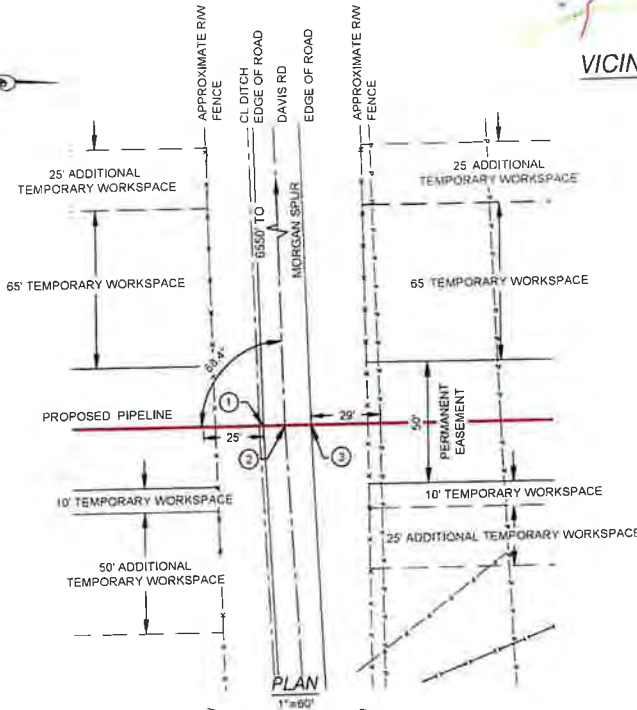 VICIN
APPROXIMATE R/W
FENCE
CL DITCH
EDGE OF ROAD
DAVIS RD
EDGE OF ROAD
APPROXIMATE R/W
FENCE
25' ADDITIONAL
TEMPORARY WORKSPACE
25 ADDITIONAL
TEMPORARY WORKSPACE
6550' TO
MORGAN SPUR
65' TEMPORARY WORKSPACE
65 TEMPORARY WORKSPACE
1
PROPOSED PIPELINE
29'
50'
PERMANENT
EASEMENT
25'
2
3
10' TEMPORARY WORKSPACE
10' TEMPORARY WORKSPACE
25' ADDITIONAL TEMPORARY WORKSPACE
50' ADDITIONAL
TEMPORARY WORKSPACE
PLAN
1"=60'